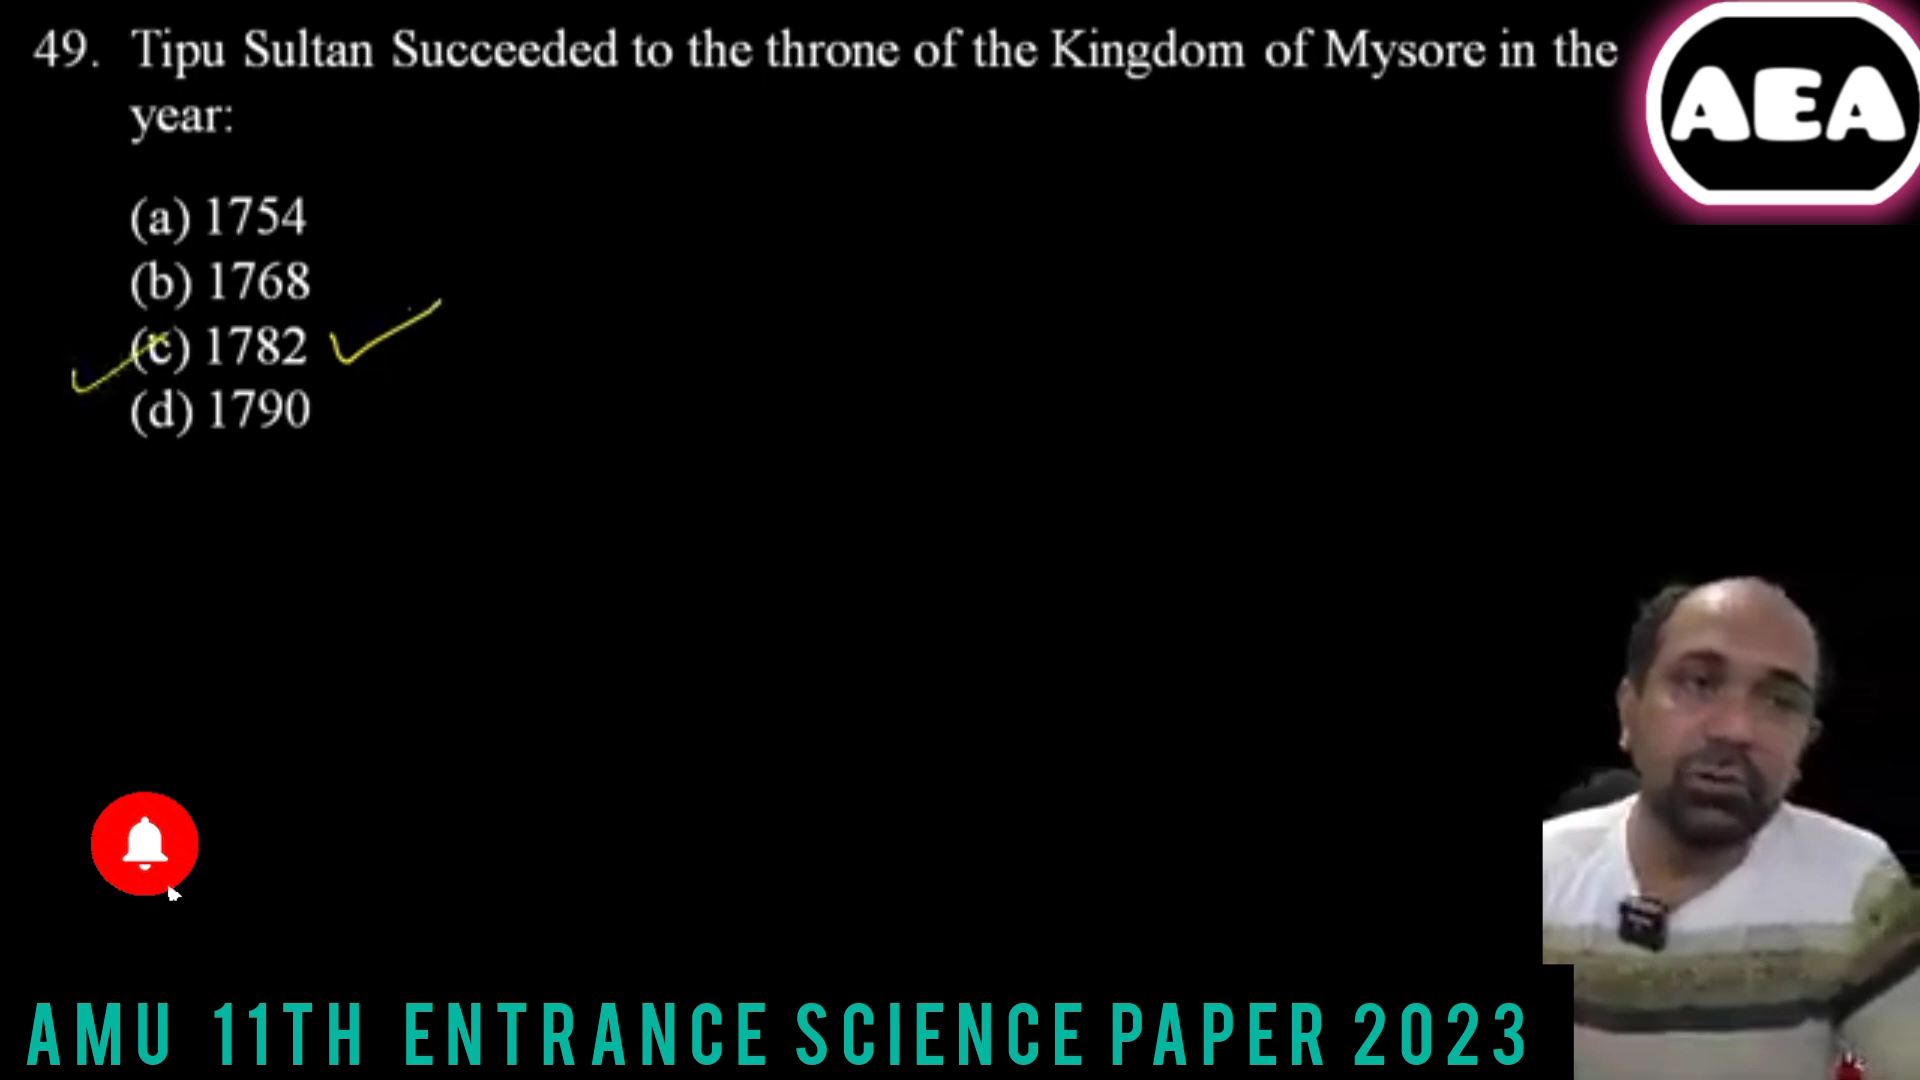 49. Tipu Sultan Succeeded to the throne of the Kingdom of Mysore in the
year:
(a) 1754
(b) 1768
(c) 1782
(d) 1790
AEA
AMU 11TH ENTRANCE SCIENCE PAPER 2023